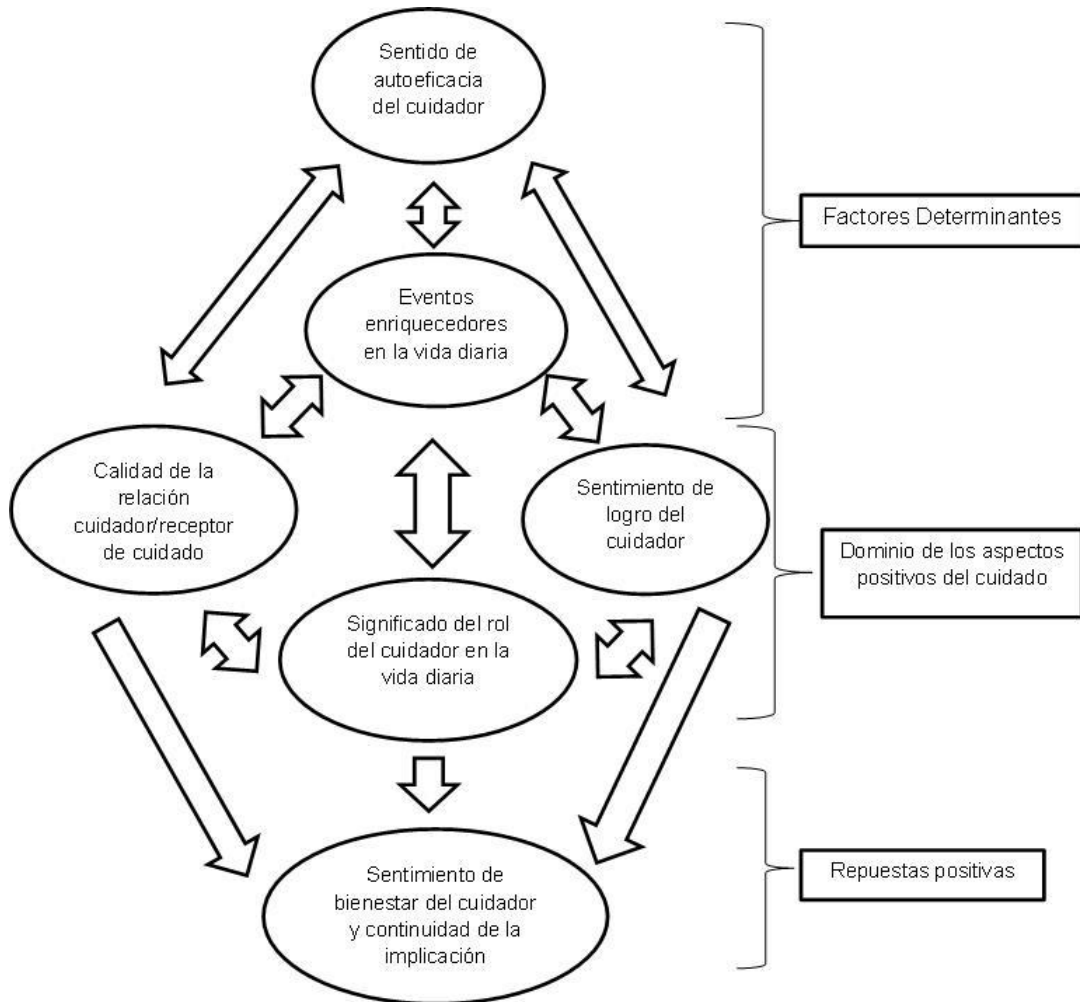 Sentido de
autoeficacia
del cuidador
Factores Determinantes
Eventos
enriquecedores
en la vida diaria
Calidad de la
relación
cuidador/receptor
de cuidado
Sentimiento de
logro del
cuidador
Dominio de los aspectos
positivos del cuidado
Significado del rol
del cuidador en la
vida diaria
Repuestas positivas
Sentimiento de
bienestar del cuidador
y continuidad de la
implicación